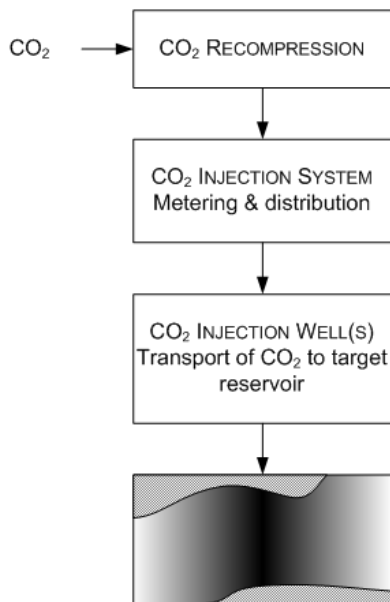 CO₂
CO₂ RECOMPRESSION
CO₂ INJECTION SYSTEM
Metering & distribution
CO₂ INJECTION WELL(S)
Transport of CO₂ to target
reservoir